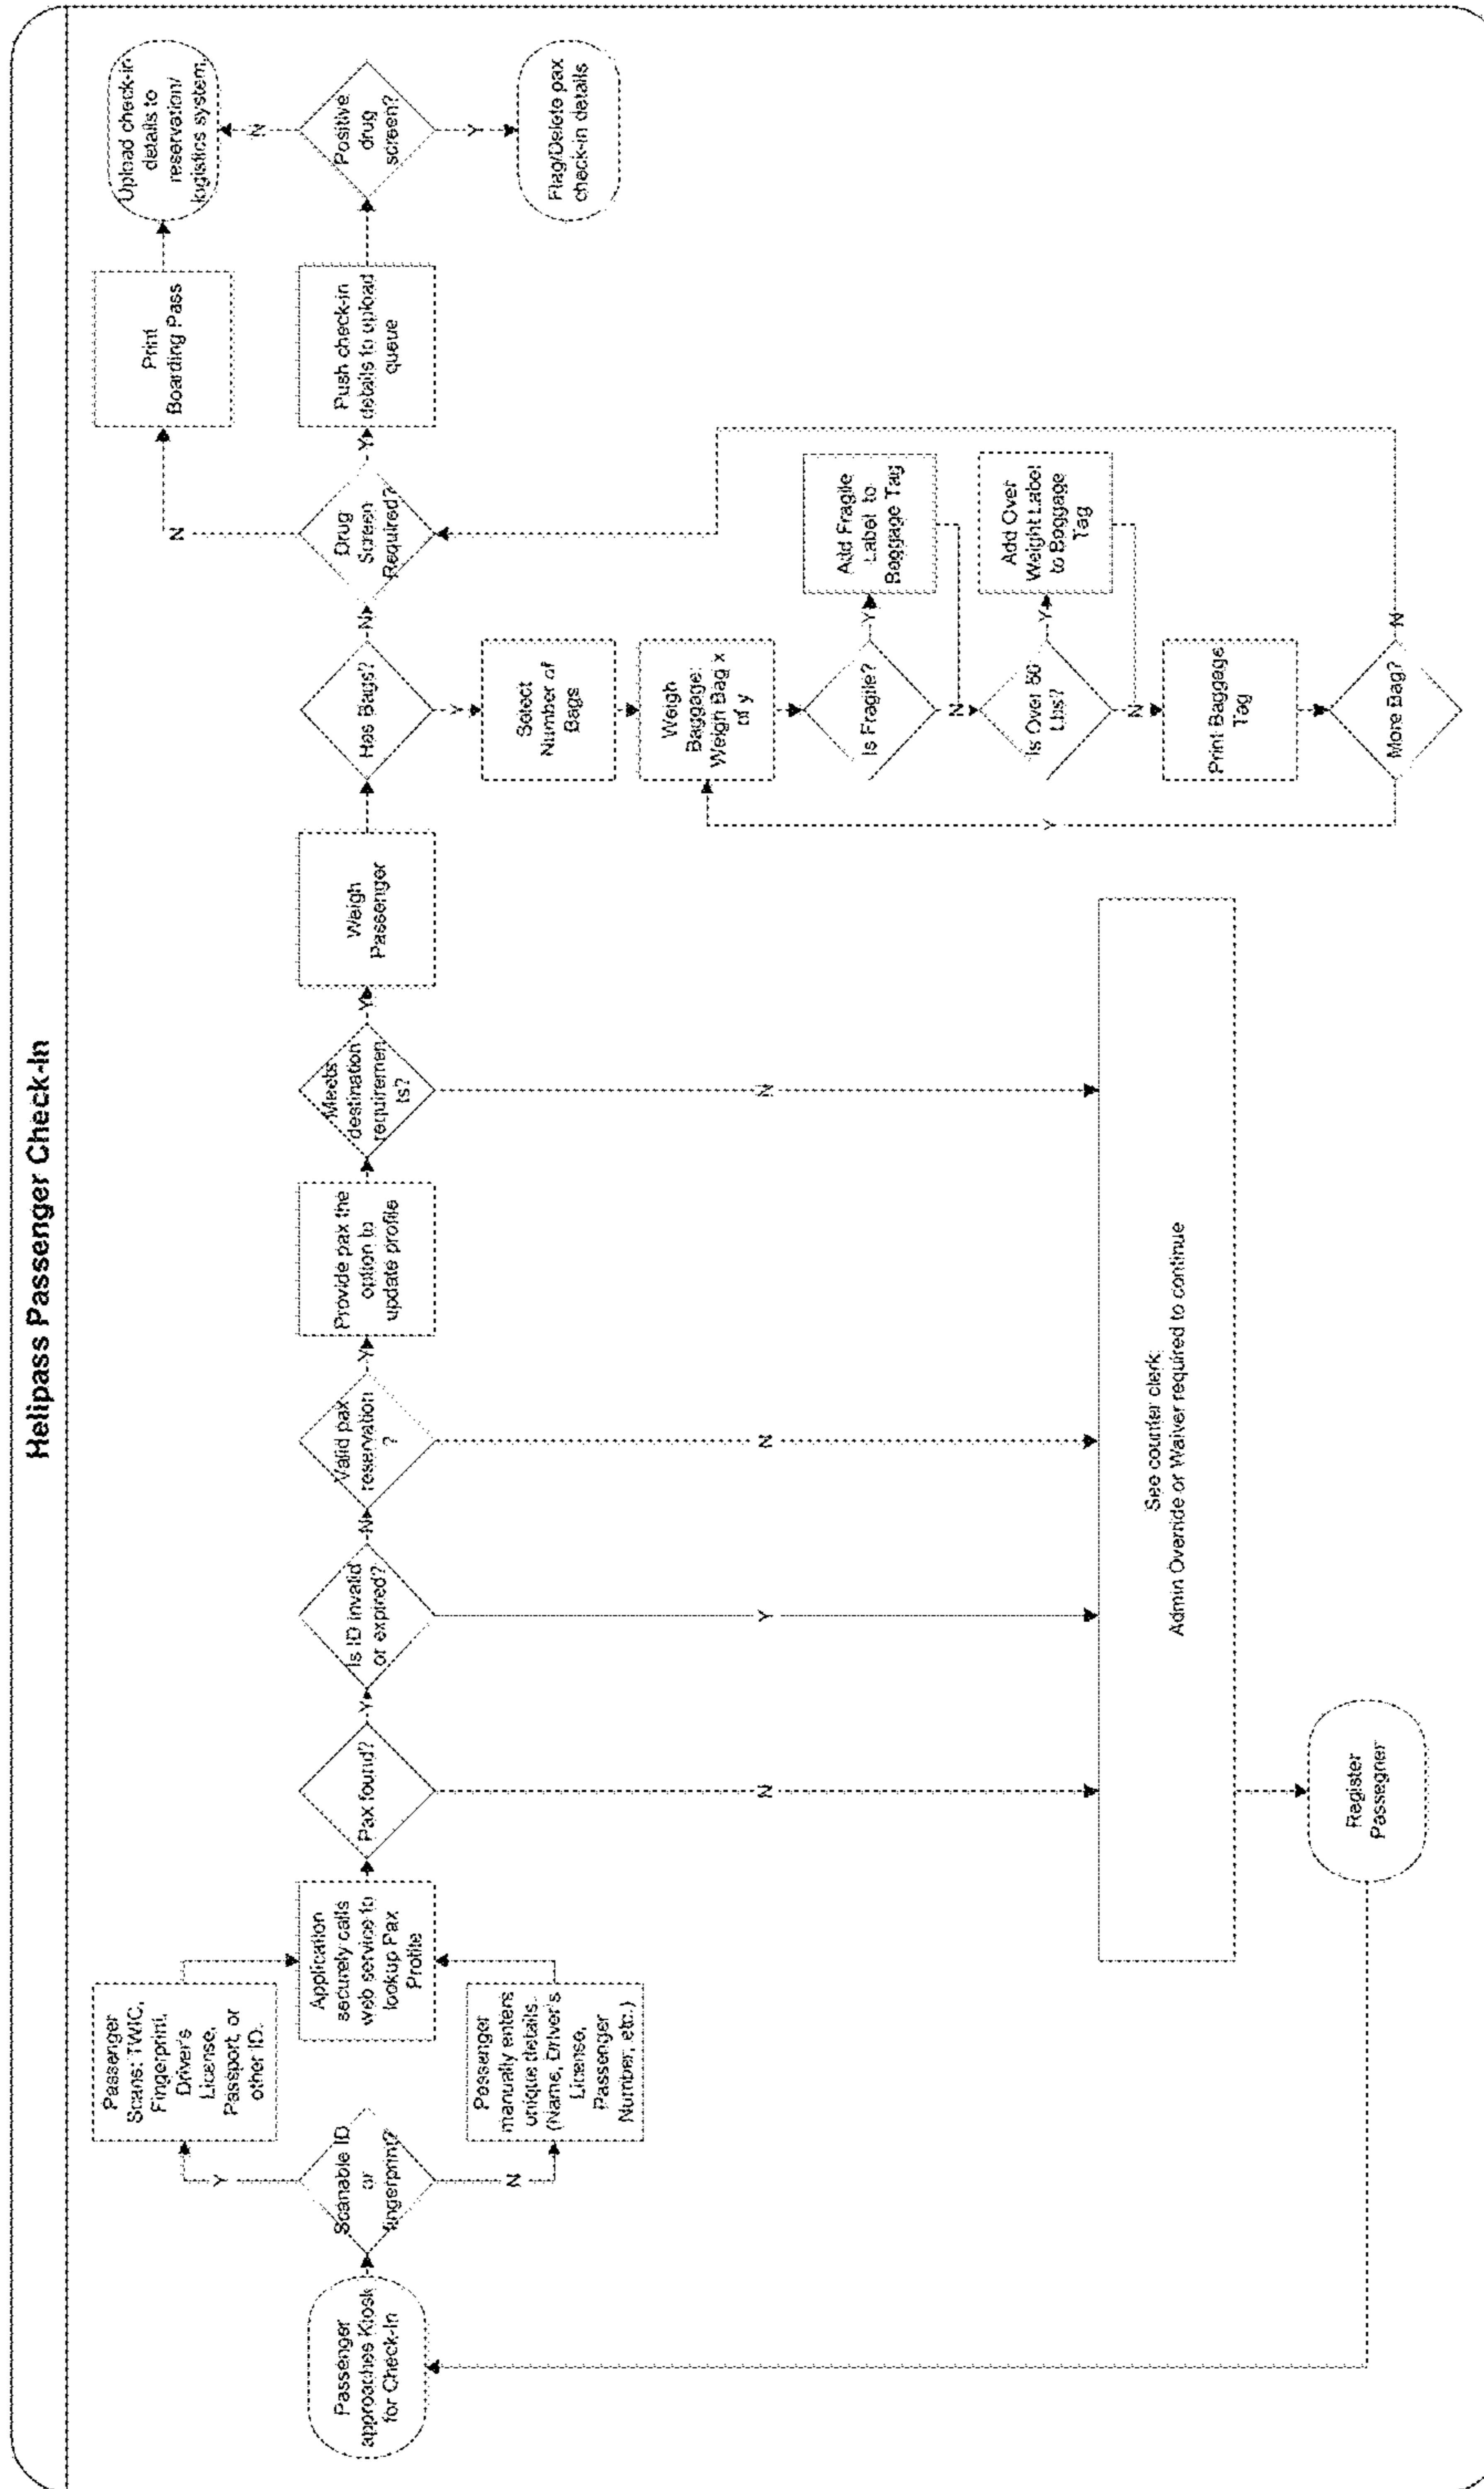 Helipass Passenger Check-In
Passenger
approaches Kiosk
for Check-In
Scanable ID
or
fingerprint?
Y
N
Passenger
Scans: TWIC,
Fingerprint,
Driver's
License,
Passport, or
other ID.
Passenger
manually enters
unique details.
(Name, Driver's
License,
Passenger
Number, etc.)
Application
securely calls
web service to
lookup Pax
Profile
Pax found?
Y
N
Is ID invalid
or expired?
N
Y
Valid pax
reservation
?
Y
N
Provide pax the
option to
update profile
Meets
destination
requiremen
ts?
Y
N
See counter clerk:
Admin Override or Waiver required to continue
Register
Passegner
Weigh
Passenger
Has Bags?
N
Y
Select
Number of
Bags
Weigh
Baggage:
Weigh Bag x
of y
Is Fragile?
Y
N
Add Fragile
Label to
Baggage Tag
Is Over 50
Lbs?
Y
N
Add Over
Weight Label
to Baggage
Tag
Print Baggage
Tag
More Bag?
Y
N
Drug
Screen
Required?
N
Y
Print
Boarding Pass
Push check-in
details to upload
queue
Positive
drug
screen?
N
Y
Upload check-in
details to
reservation/
logistics system
Flag/Delete pax
check-in details